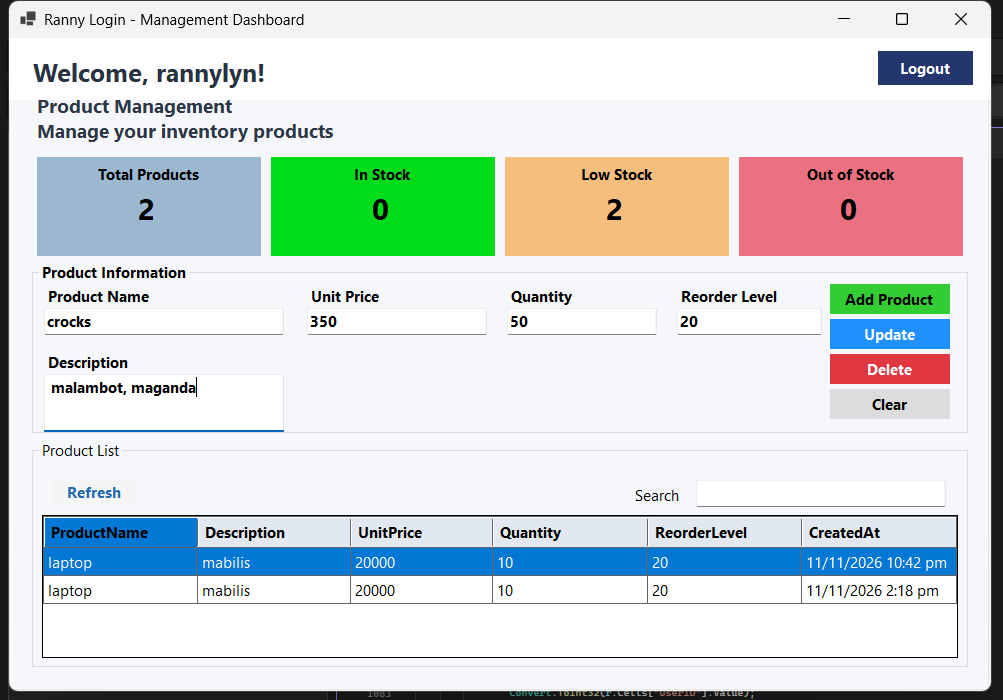 Ranny Login - Management Dashboard
Welcome, rannylyn!
Logout
Product Management
Manage your inventory products
Total Products
In Stock
Low Stock
Out of Stock
2
0
2
0
Product Information
Product Name
Unit Price
Quantity
Reorder Level
Add Product
crocks
350
50
20
Update
Description
Delete
malambot, maganda
Clear
Product List
Refresh
Search
ProductName Description UnitPrice Quantity ReorderLevel CreatedAt
laptop mabilis 20000 10 20 11/11/2026 10:42 pm
laptop mabilis 20000 10 20 11/11/2026 2:18 pm
1083 Convert.ToInt32(r.Cells["UserID"].Value);